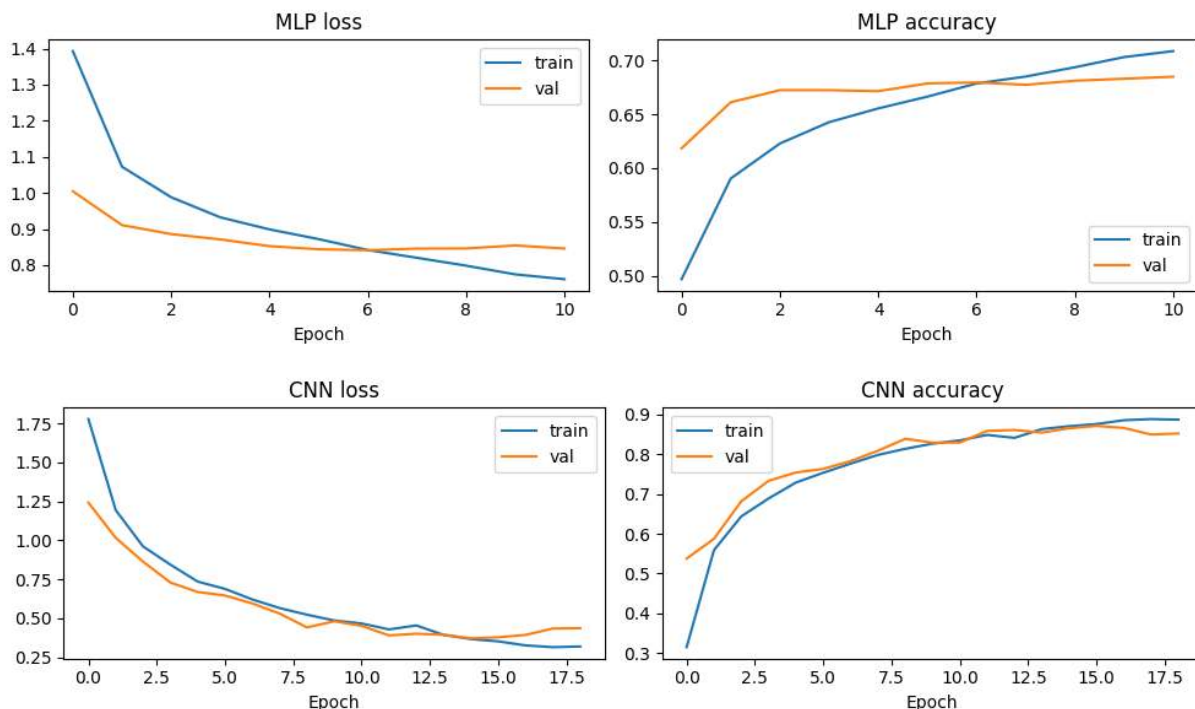 MLP loss
1.4
1.3
1.2
1.1
1.0
0.9
0.8
train
val
0 2 4 6 8 10
Epoch
MLP accuracy
0.70
0.65
0.60
0.55
0.50
train
val
0 2 4 6 8 10
Epoch
CNN loss
1.75
1.50
1.25
1.00
0.75
0.50
0.25
train
val
0.0 2.5 5.0 7.5 10.0 12.5 15.0 17.5
Epoch
CNN accuracy
0.9
0.8
0.7
0.6
0.5
0.4
0.3
train
val
0.0 2.5 5.0 7.5 10.0 12.5 15.0 17.5
Epoch